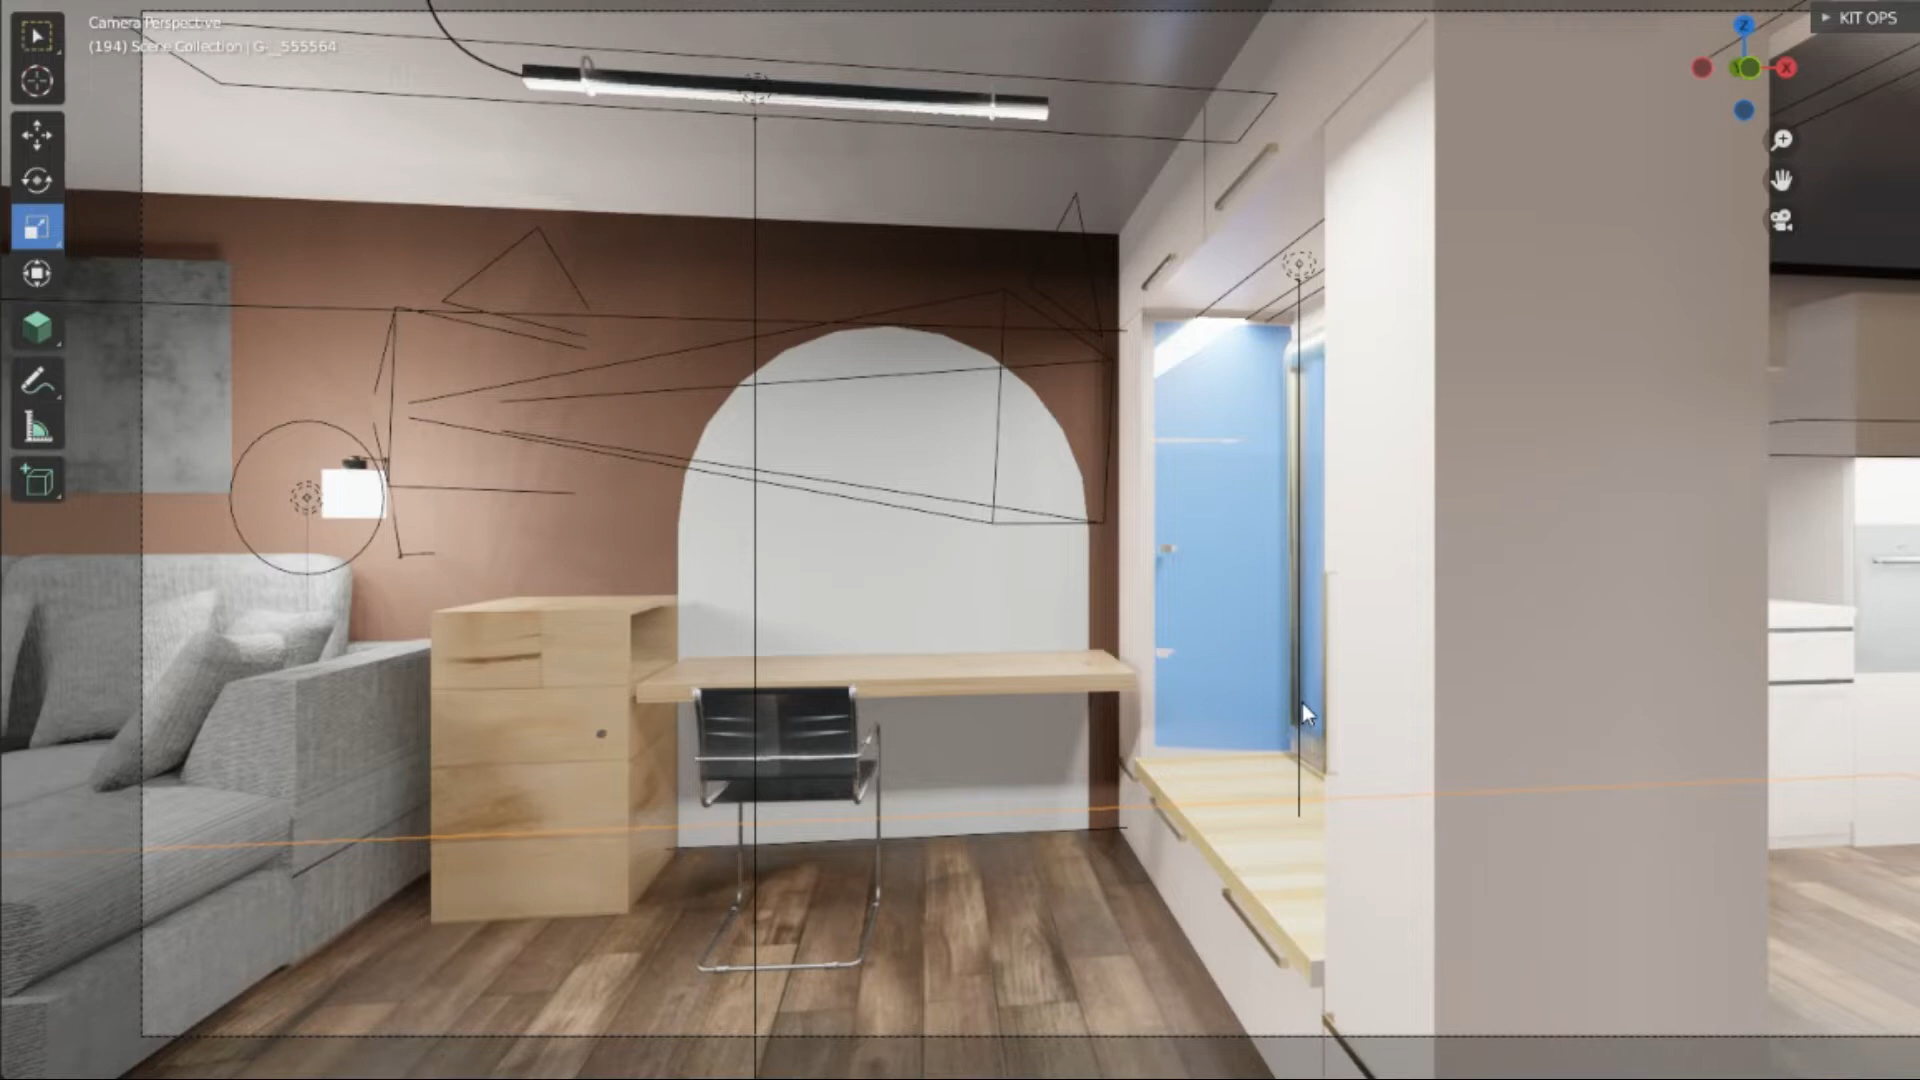 Camera Perspective
(194) Scene Collection | G-_555564
KIT OPS
Z
X